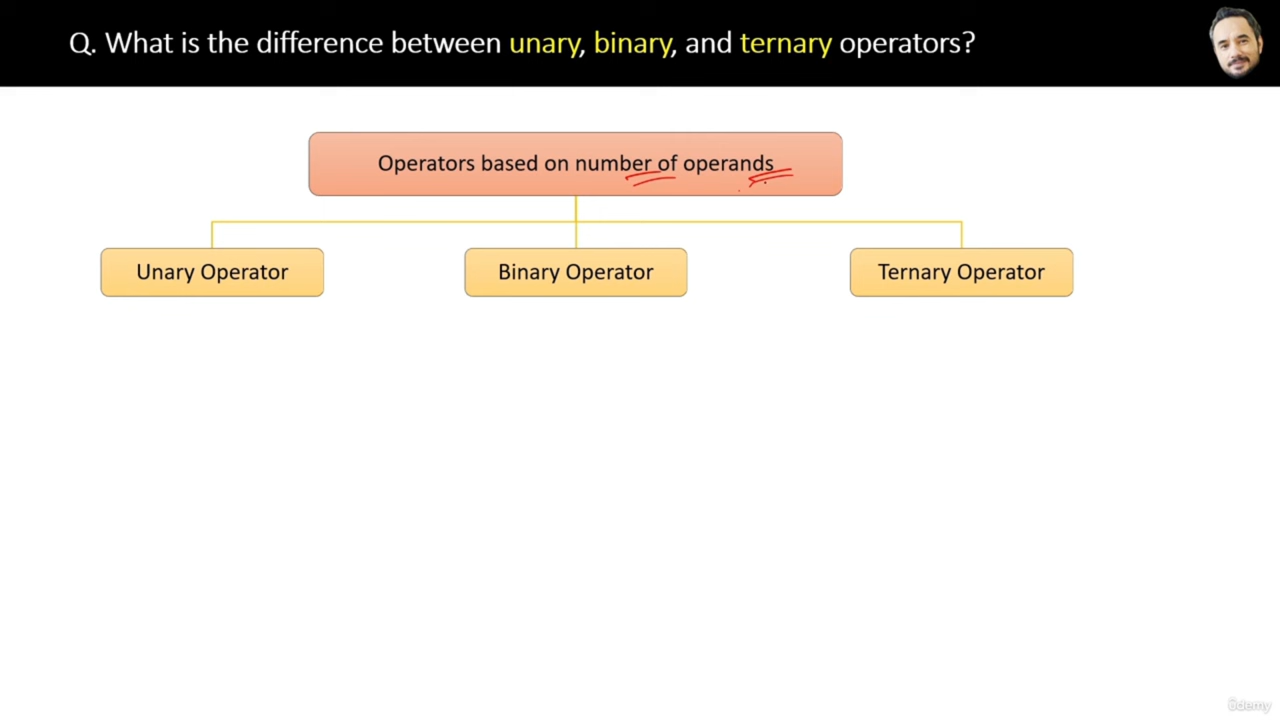 Q. What is the difference between unary, binary, and ternary operators?
Operators based on number of operands
Unary Operator
Binary Operator
Ternary Operator
ûdemy